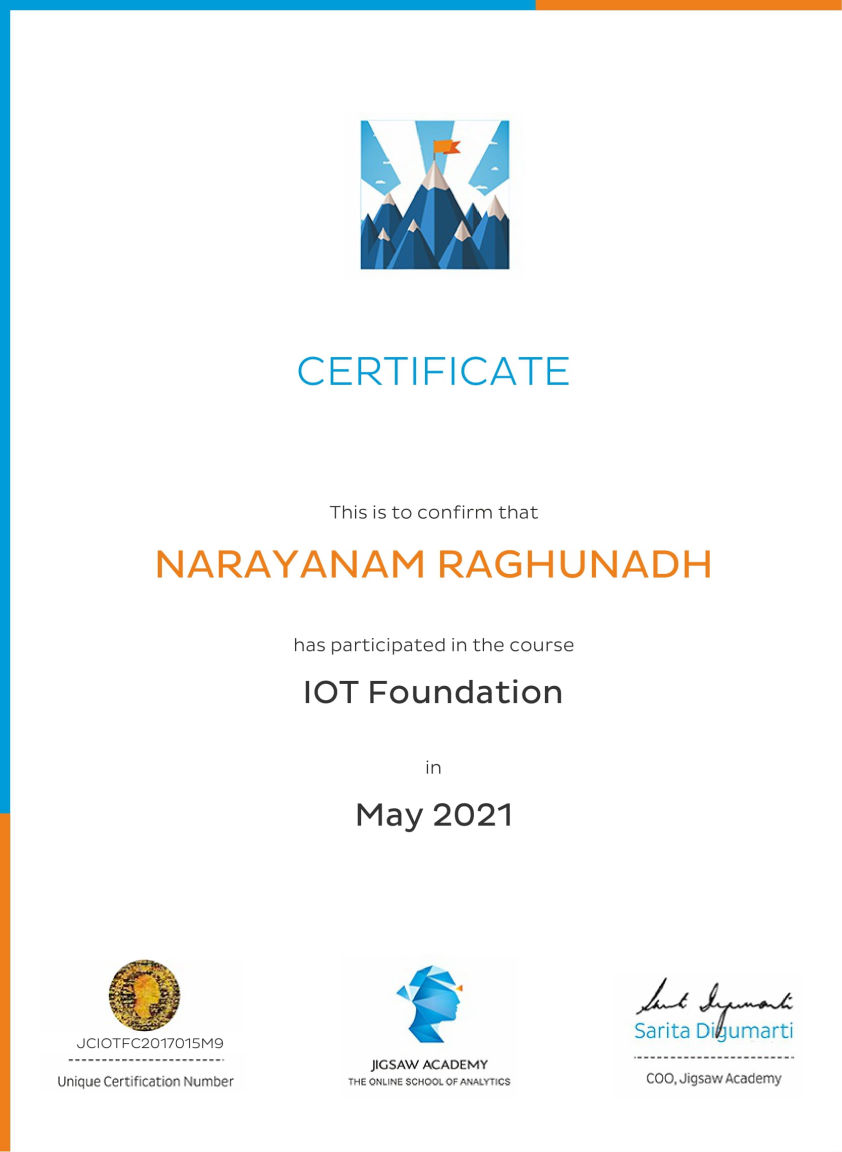 CERTIFICATE
This is to confirm that
NARAYANAM RAGHUNADH
has participated in the course
IOT Foundation
in
May 2021
JCIOTFC2017015M9
Unique Certification Number
JIGSAW ACADEMY
THE ONLINE SCHOOL OF ANALYTICS
Sarita Digumarti
Sarita Digumarti
COO, Jigsaw Academy